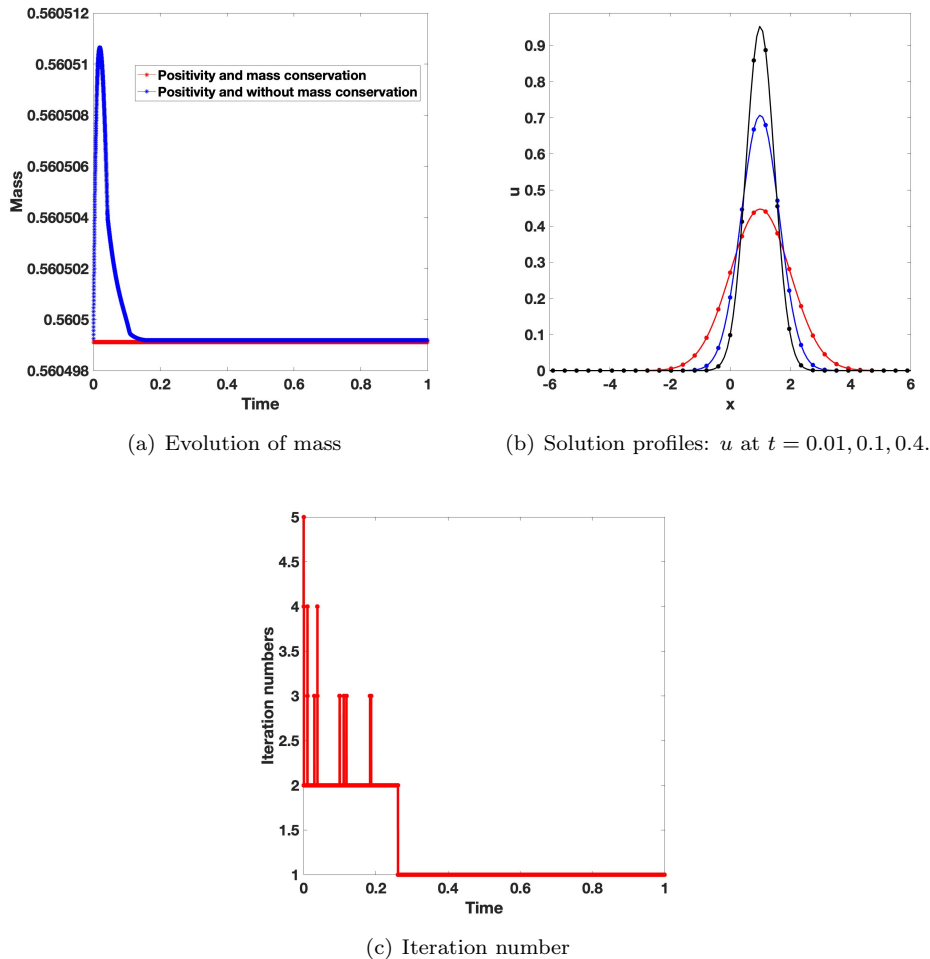 0.560512
0.56051
0.560508
0.560506
0.560504
0.560502
0.5605
0.560498
Mass
Positivity and mass conservation
Positivity and without mass conservation
0 0.2 0.4 0.6 0.8 1
Time
(a) Evolution of mass
0.9
0.8
0.7
0.6
0.5
0.4
0.3
0.2
0.1
0
u
-6 -4 -2 0 2 4 6
x
(b) Solution profiles: u at t = 0.01, 0.1, 0.4.
5
4.5
4
3.5
3
2.5
2
1.5
1
Iteration numbers
0 0.2 0.4 0.6 0.8 1
Time
(c) Iteration number